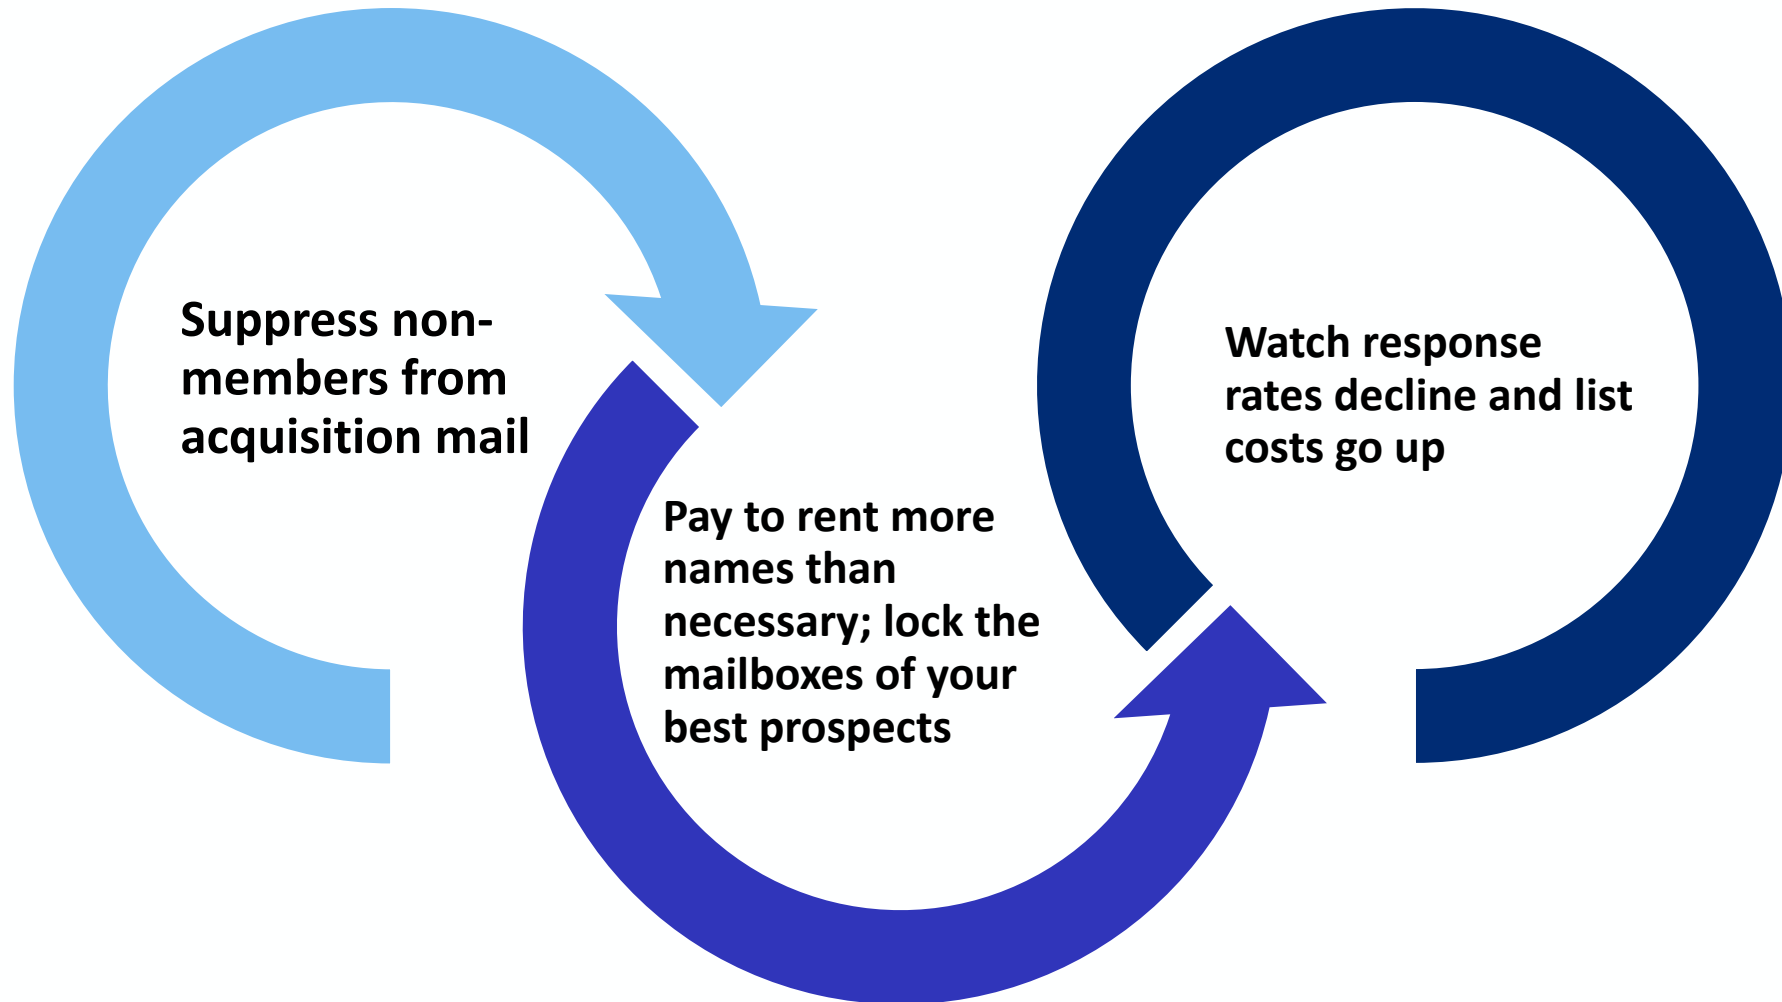 Suppress non-
members from
acquisition mail
Pay to rent more
names than
necessary; lock the
mailboxes of your
best prospects
Watch response
rates decline and list
costs go up